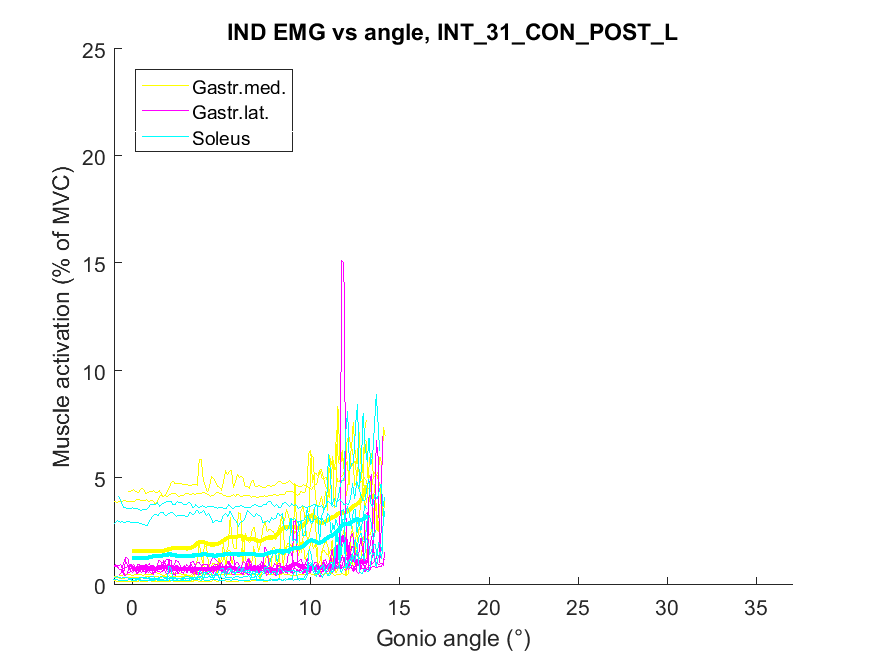 IND EMG vs angle, INT_31_CON_POST_L
25
20
15
10
5
0
Muscle activation (% of MVC)
Gastr.med.
Gastr.lat.
Soleus
0 5 10 15 20 25 30 35
Gonio angle (°)